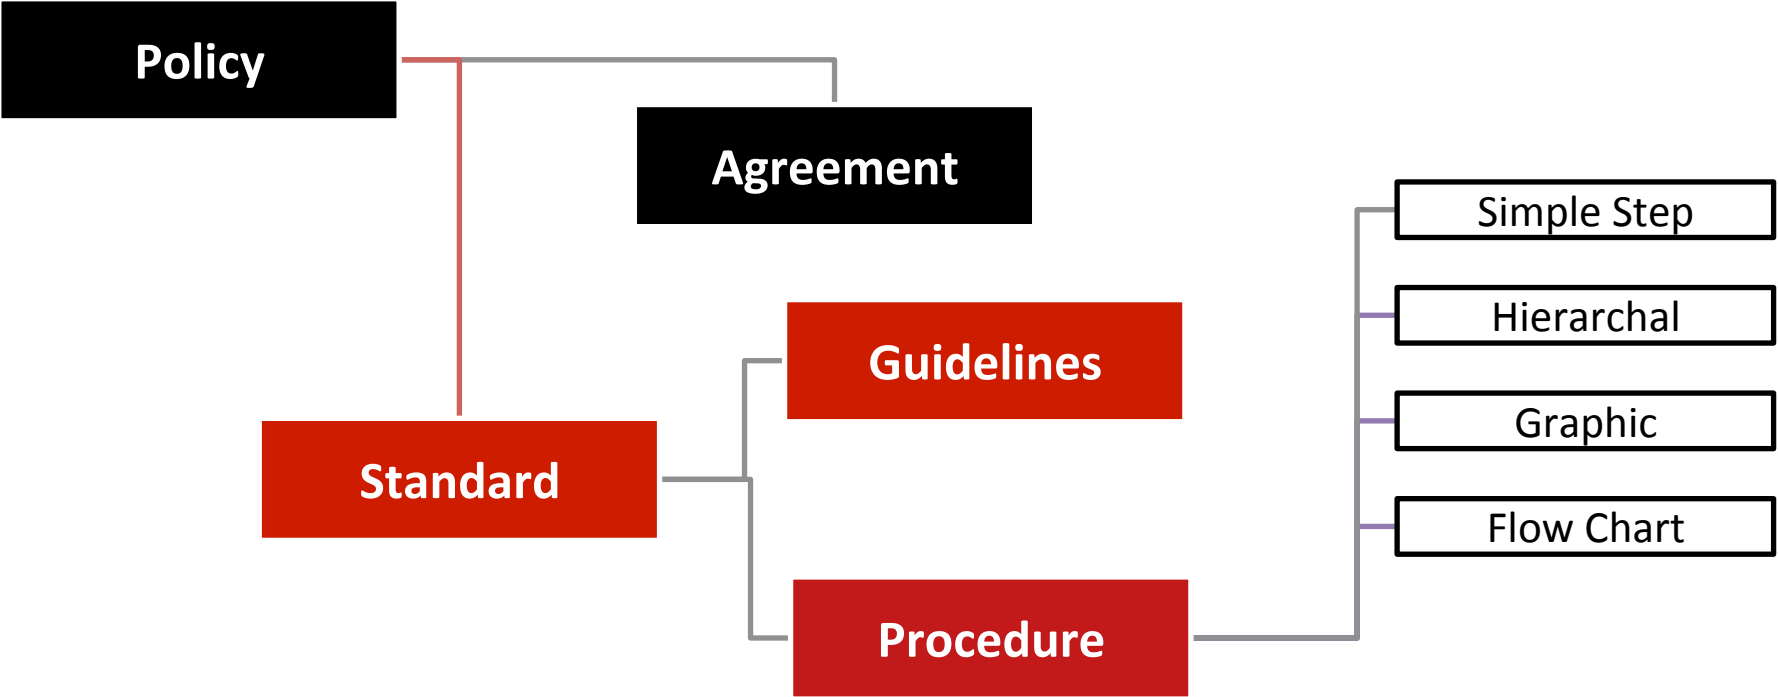 Policy
Agreement
Simple Step
Hierarchal
Guidelines
Graphic
Standard
Flow Chart
Procedure